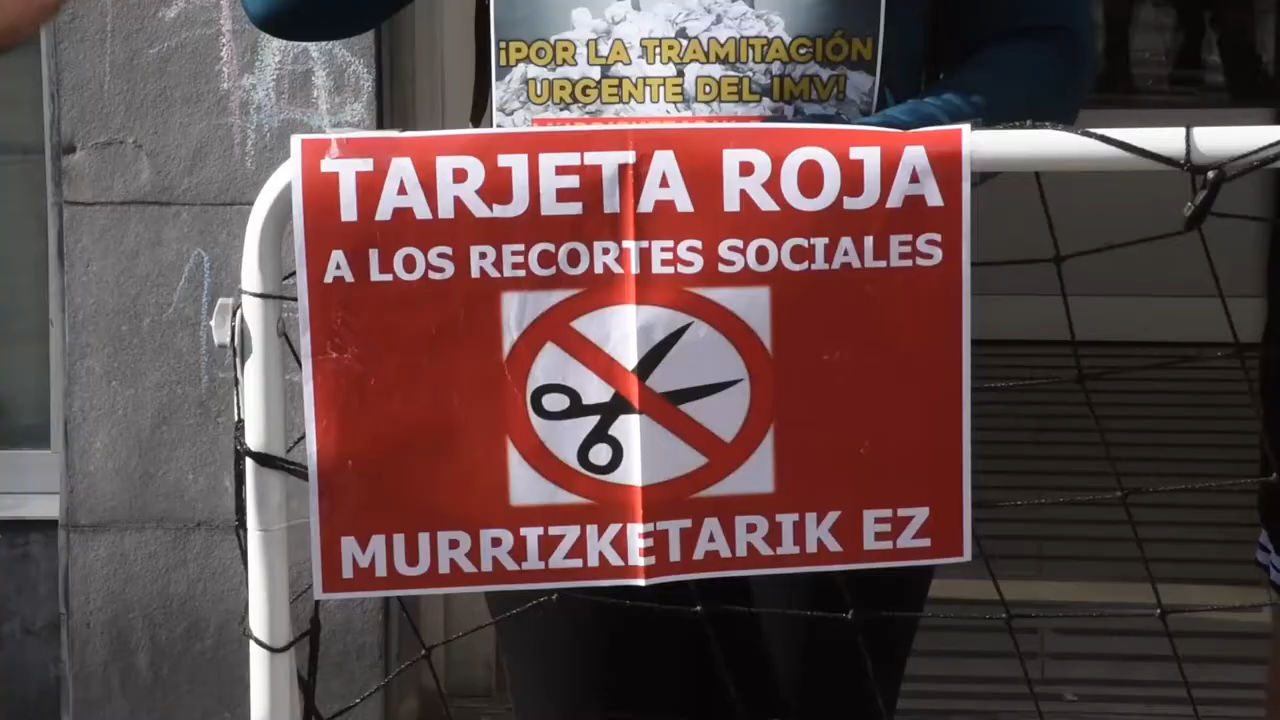 ¡POR LA TRAMITACIÓN
URGENTE DEL IMV!
TARJETA ROJA
A LOS RECORTES SOCIALES
MURRIZKETARIK EZ